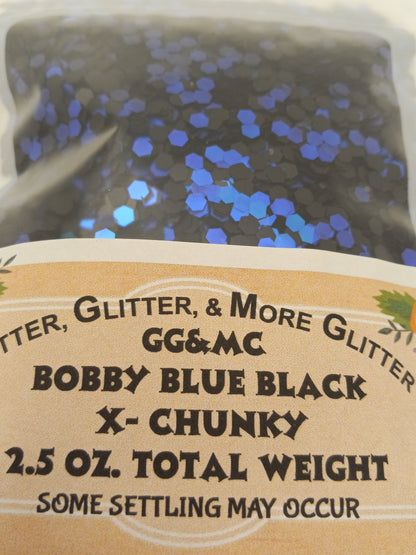 GLITTER, & MORE GLITTER
GG&MC
BOBBY BLUE BLACK
X- CHUNKY
2.5 OZ. TOTAL WEIGHT
SOME SETTLING MAY OCCUR